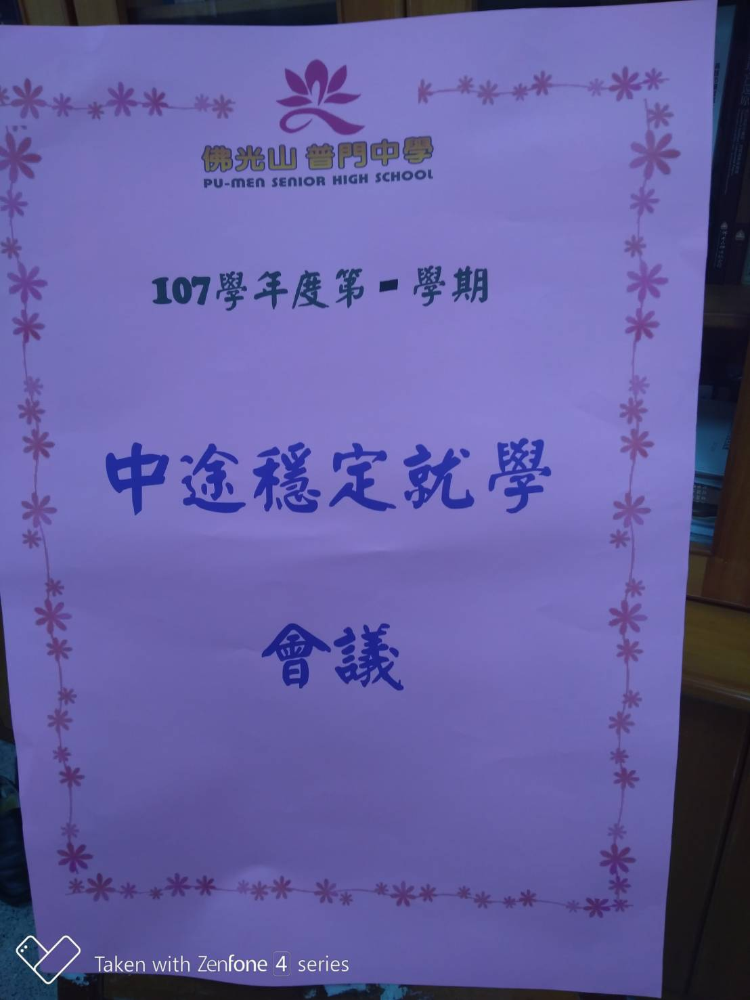 佛光山 普門中學
PU-MEN SENIOR HIGH SCHOOL
107學年度第一學期
中途穩定就學
會議
Taken with Zenfone 4 series